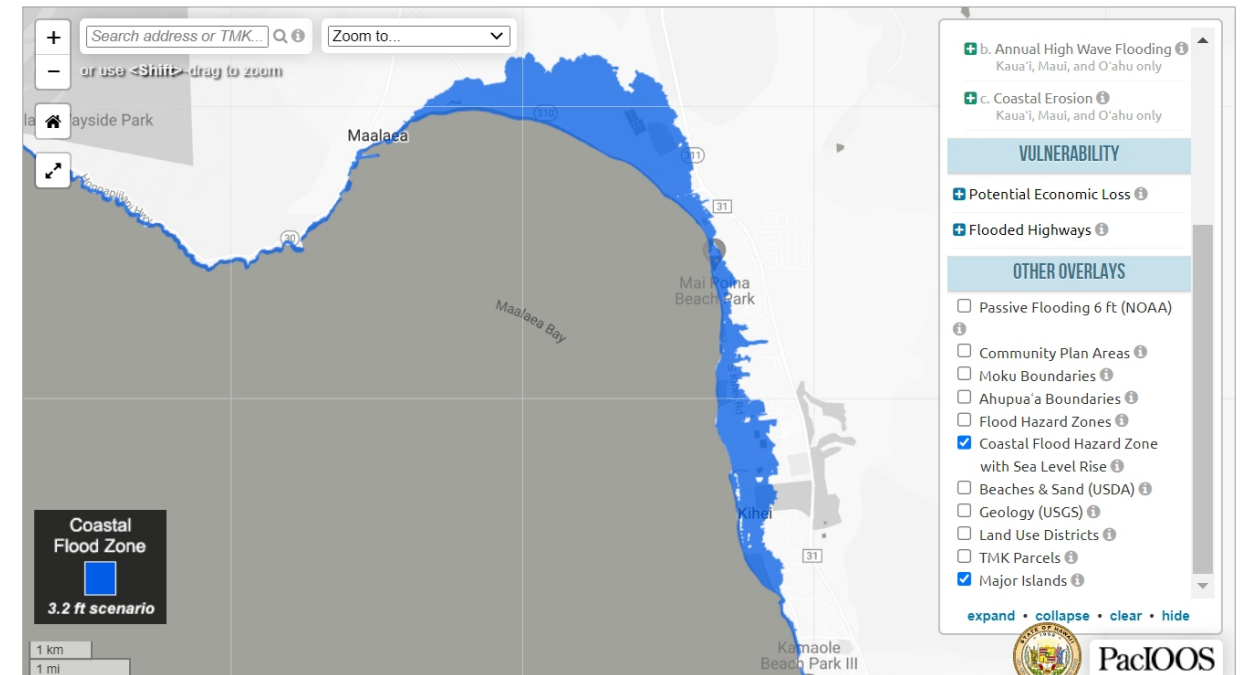 +
Search address or TMK...
Zoom to...
−
or use <Shift>-drag to zoom
ayside Park
Maalaea
310
311
Honoapiilani Hwy
31
30
Mai Poina
Beach Park
Maalaea Bay
Kihei
31
Kamaole
Beach Park III
Coastal
Flood Zone
3.2 ft scenario
1 km
1 mi
b. Annual High Wave Flooding
Kaua'i, Maui, and O'ahu only
c. Coastal Erosion
Kaua'i, Maui, and O'ahu only
VULNERABILITY
Potential Economic Loss
Flooded Highways
OTHER OVERLAYS
Passive Flooding 6 ft (NOAA)
Community Plan Areas
Moku Boundaries
Ahupua'a Boundaries
Flood Hazard Zones
Coastal Flood Hazard Zone
with Sea Level Rise
Beaches & Sand (USDA)
Geology (USGS)
Land Use Districts
TMK Parcels
Major Islands
expand • collapse • clear • hide
STATE OF HAWAII
1959
PacIOOS